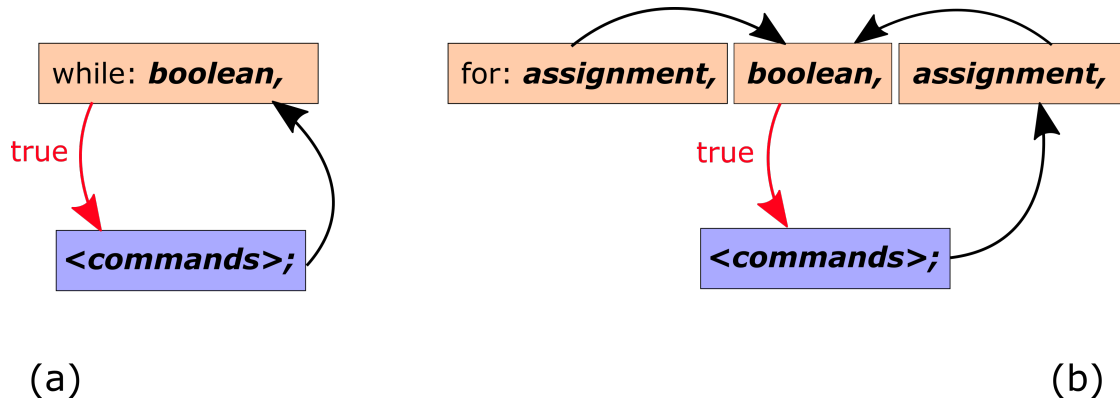 while: boolean,
true
<commands>;
(a)
for: assignment, boolean, assignment,
true
<commands>;
(b)